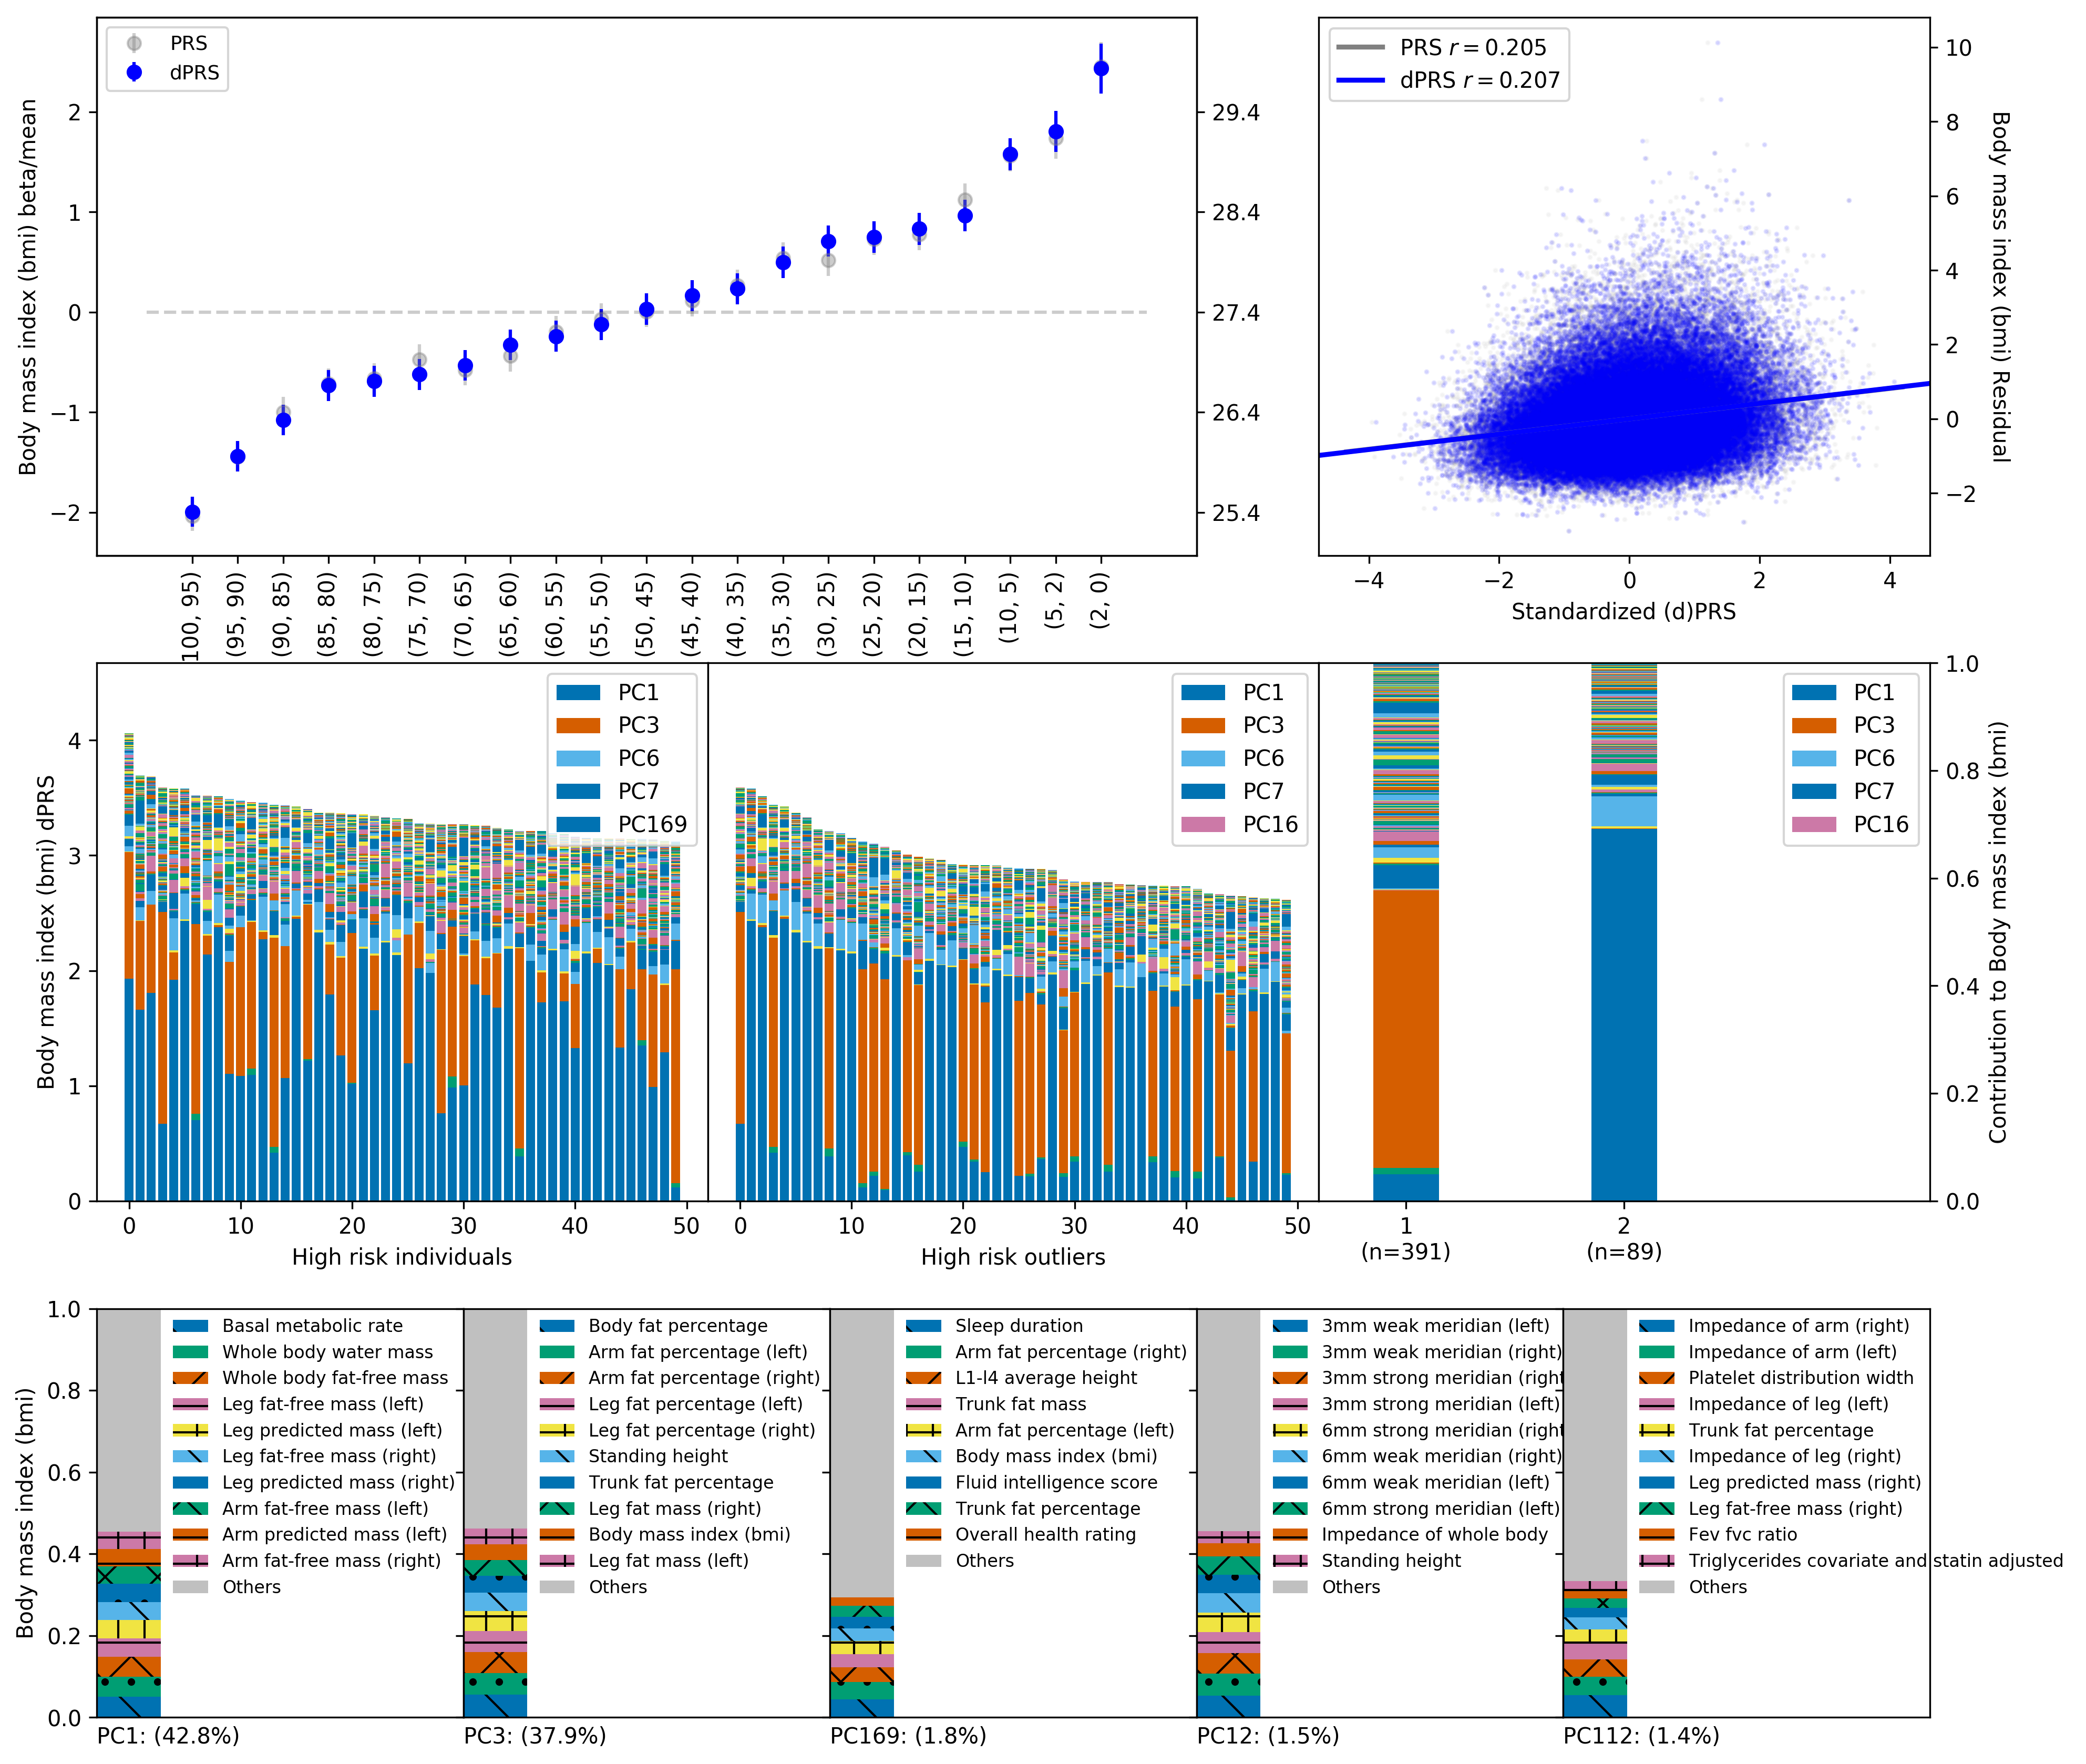 PRS
dPRS
Body mass index (bmi) beta/mean
2
1
0
−1
−2
29.4
28.4
27.4
26.4
25.4
100, 95)
(95, 90)
(90, 85)
(85, 80)
(80, 75)
(75, 70)
(70, 65)
(65, 60)
(60, 55)
(55, 50)
(50, 45)
(45, 40)
(40, 35)
(35, 30)
(30, 25)
(25, 20)
(20, 15)
(15, 10)
(10, 5)
(5, 2)
(2, 0)
PRS r = 0.205
dPRS r = 0.207
10
8
6
4
2
0
−2
Body mass index (bmi) Residual
−4
−2
0
2
4
Standardized (d)PRS
Body mass index (bmi) dPRS
4
3
2
1
0
PC1
PC3
PC6
PC7
PC169
0
10
20
30
40
50
High risk individuals
PC1
PC3
PC6
PC7
PC16
0
10
20
30
40
50
High risk outliers
PC1
PC3
PC6
PC7
PC16
1.0
0.8
0.6
0.4
0.2
0.0
Contribution to Body mass index (bmi)
1
(n=391)
2
(n=89)
Body mass index (bmi)
1.0
0.8
0.6
0.4
0.2
0.0
Basal metabolic rate
Whole body water mass
Whole body fat-free mass
Leg fat-free mass (left)
Leg predicted mass (left)
Leg fat-free mass (right)
Leg predicted mass (right)
Arm fat-free mass (left)
Arm predicted mass (left)
Arm fat-free mass (right)
Others
PC1: (42.8%)
Body fat percentage
Arm fat percentage (left)
Arm fat percentage (right)
Leg fat percentage (left)
Leg fat percentage (right)
Standing height
Trunk fat percentage
Leg fat mass (right)
Body mass index (bmi)
Leg fat mass (left)
Others
PC3: (37.9%)
Sleep duration
Arm fat percentage (right)
L1-l4 average height
Trunk fat mass
Arm fat percentage (left)
Body mass index (bmi)
Fluid intelligence score
Trunk fat percentage
Overall health rating
Others
PC169: (1.8%)
3mm weak meridian (left)
3mm weak meridian (right)
3mm strong meridian (right
3mm strong meridian (left)
6mm strong meridian (right
6mm weak meridian (right)
6mm weak meridian (left)
6mm strong meridian (left)
Impedance of whole body
Standing height
Others
PC12: (1.5%)
Impedance of arm (right)
Impedance of arm (left)
Platelet distribution width
Impedance of leg (left)
Trunk fat percentage
Impedance of leg (right)
Leg predicted mass (right)
Leg fat-free mass (right)
Fev fvc ratio
Triglycerides covariate and statin adjusted
Others
PC112: (1.4%)